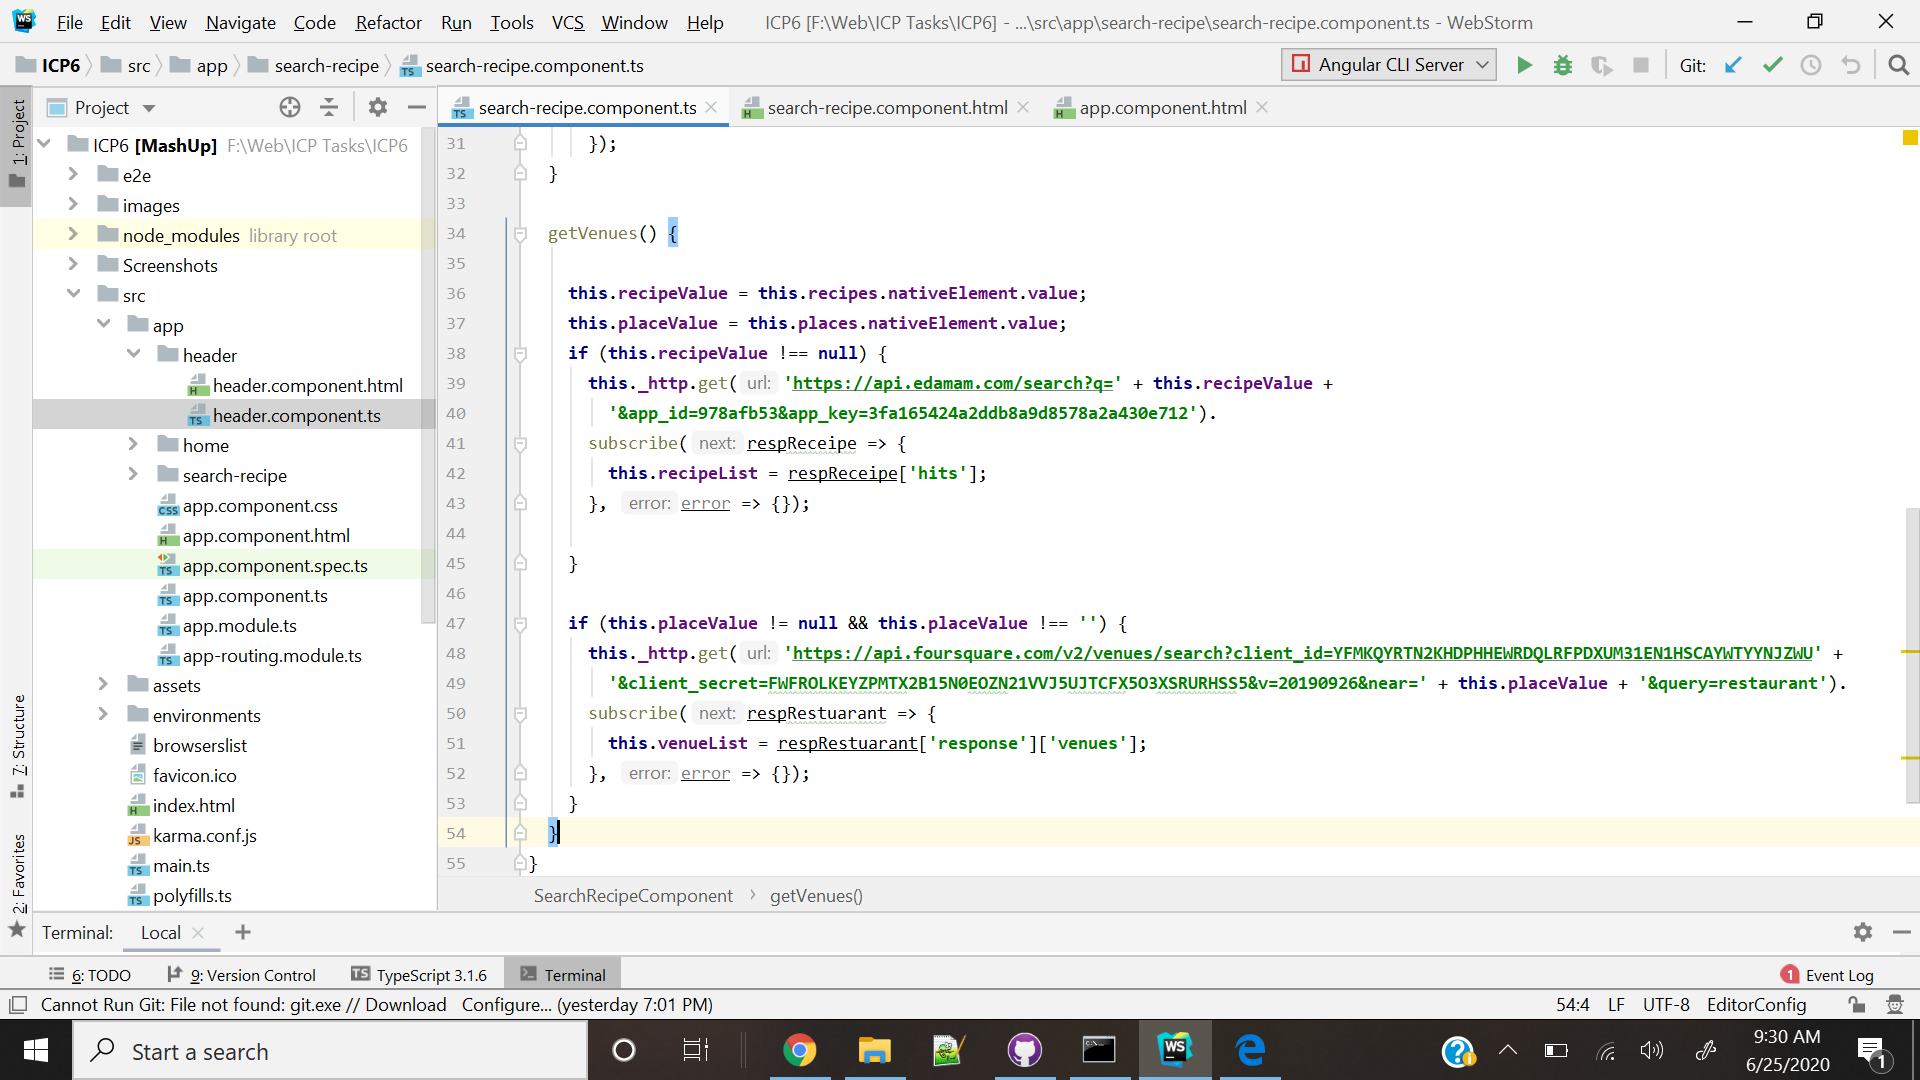 File Edit View Navigate Code Refactor Run Tools VCS Window Help ICP6 [F:\Web\ICP Tasks\ICP6] - ...\src\app\search-recipe\search-recipe.component.ts - WebStorm
ICP6 src app search-recipe search-recipe.component.ts Angular CLI Server Git:
Project search-recipe.component.ts search-recipe.component.html app.component.html
1: Project
7: Structure
2: Favorites
ICP6 [MashUp] F:\Web\ICP Tasks\ICP6
e2e
images
node_modules library root
Screenshots
src
app
header
header.component.html
header.component.ts
home
search-recipe
app.component.css
app.component.html
app.component.spec.ts
app.component.ts
app.module.ts
app-routing.module.ts
assets
environments
browserslist
favicon.ico
index.html
karma.conf.js
main.ts
polyfills.ts
31 });
32 }
33
34 getVenues() {
35
36 this.recipeValue = this.recipes.nativeElement.value;
37 this.placeValue = this.places.nativeElement.value;
38 if (this.recipeValue !== null) {
39 this._http.get( url: 'https://api.edamam.com/search?q=' + this.recipeValue +
40 '&app_id=978afb53&app_key=3fa165424a2ddb8a9d8578a2a430e712').
41 subscribe( next: respReceipe => {
42 this.recipeList = respReceipe['hits'];
43 }, error: error => {});
44
45 }
46
47 if (this.placeValue != null && this.placeValue !== '') {
48 this._http.get( url: 'https://api.foursquare.com/v2/venues/search?client_id=YFMKQYRTN2KHDPHHEWRDQLRFPDXUM31EN1HSCAYWTYYNJZWU' +
49 '&client_secret=FWFROLKEYZPMTX2B15N0EOZN21VVJ5UJTCFX5O3XSRURHSS5&v=20190926&near=' + this.placeValue + '&query=restaurant').
50 subscribe( next: respRestuarant => {
51 this.venueList = respRestuarant['response']['venues'];
52 }, error: error => {});
53 }
54 }
55 }
SearchRecipeComponent getVenues()
Terminal: Local
6: TODO 9: Version Control TypeScript 3.1.6 Terminal 1 Event Log
Cannot Run Git: File not found: git.exe // Download Configure... (yesterday 7:01 PM) 54:4 LF UTF-8 EditorConfig
Start a search
9:30 AM
6/25/2020
1